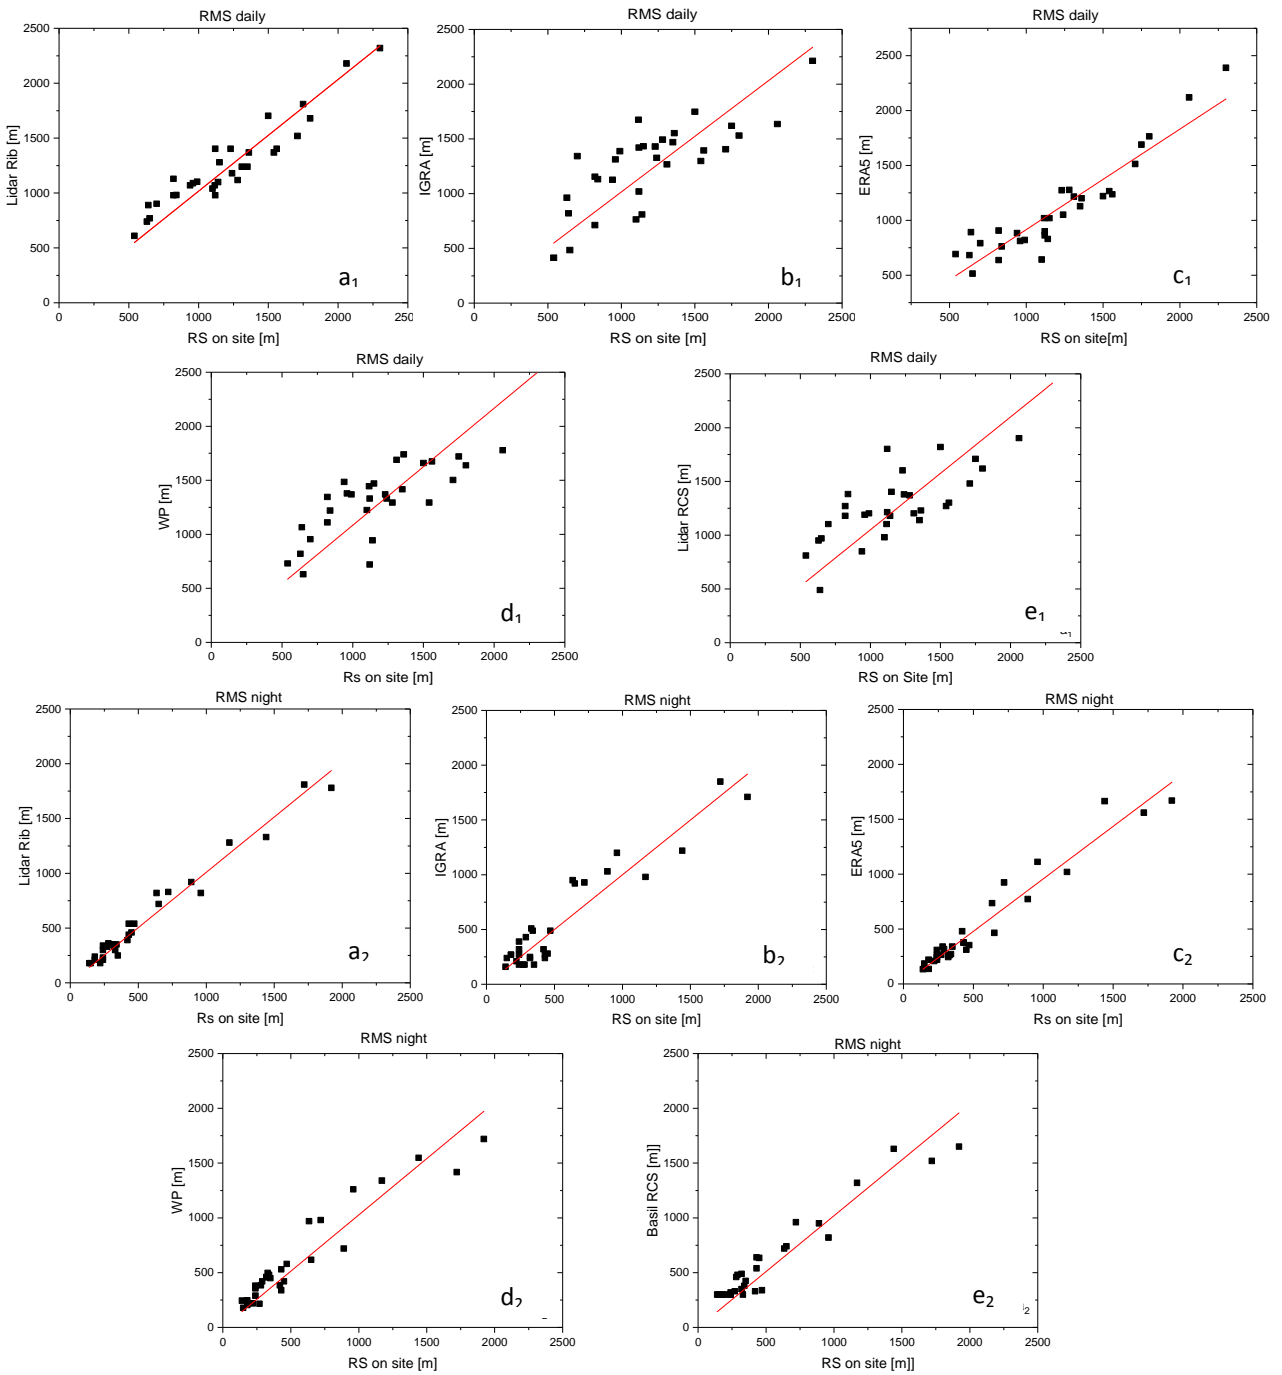 RMS daily
2500
2000
1500
1000
500
0
0 500 1000 1500 2000 250
Lidar Rib [m]
RS on site [m]
a₁
RMS daily
2500
2000
1500
1000
500
0
0 500 1000 1500 2000 2500
IGRA [m]
RS on site [m]
b₁
RMS daily
2500
2000
1500
1000
500
500 1000 1500 2000 2500
ERA5 [m]
RS on site[m]
c₁
RMS daily
2500
2000
1500
1000
500
0
0 500 1000 1500 2000 2500
WP [m]
Rs on site [m]
d₁
RMS daily
2500
2000
1500
1000
500
0
0 500 1000 1500 2000 2500
Lidar RCS [m]
RS on Site [m]
e₁
RMS night
2500
2000
1500
1000
500
0
0 500 1000 1500 2000 2500
Lidar Rib [m]
Rs on site [m]
a₂
RMS night
2500
2000
1500
1000
500
0
0 500 1000 1500 2000 2500
IGRA [m]
RS on site [m]
b₂
RMS night
2500
2000
1500
1000
500
0
0 500 1000 1500 2000 2500
ERA5 [m]
Rs on site [m]
c₂
RMS night
2500
2000
1500
1000
500
0
0 500 1000 1500 2000 2500
WP [m]
RS on site [m]
d₂
RMS night
2500
2000
1500
1000
500
0
0 500 1000 1500 2000 2500
Basil RCS [m]]
RS on site [m]]
e₂